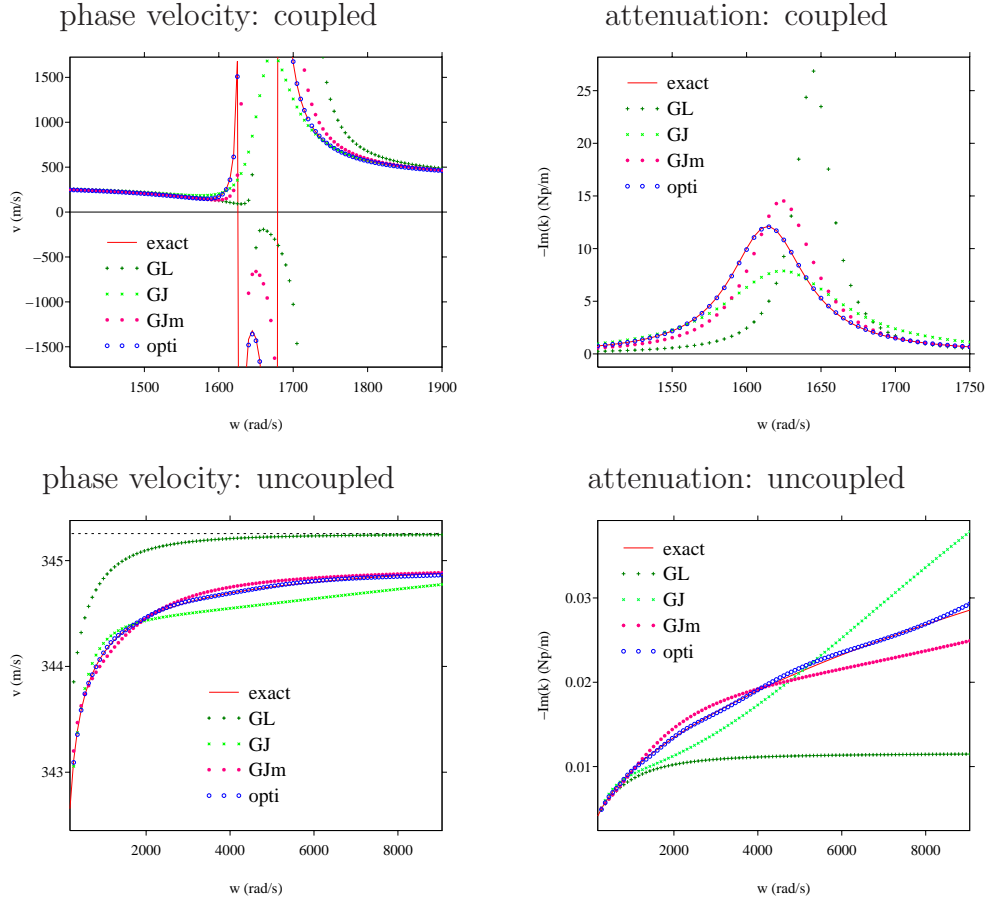 phase velocity: coupled
v (m/s)
1500
1000
500
0
−500
−1000
−1500
exact
GL
GJ
GJm
opti
1500 1600 1700 1800 1900
w (rad/s)
attenuation: coupled
−Im(k) (Np/m)
25
20
15
10
5
0
exact
GL
GJ
GJm
opti
1550 1600 1650 1700 1750
w (rad/s)
phase velocity: uncoupled
v (m/s)
345
344
343
exact
GL
GJ
GJm
opti
2000 4000 6000 8000
w (rad/s)
attenuation: uncoupled
−Im(k) (Np/m)
0.03
0.02
0.01
exact
GL
GJ
GJm
opti
2000 4000 6000 8000
w (rad/s)